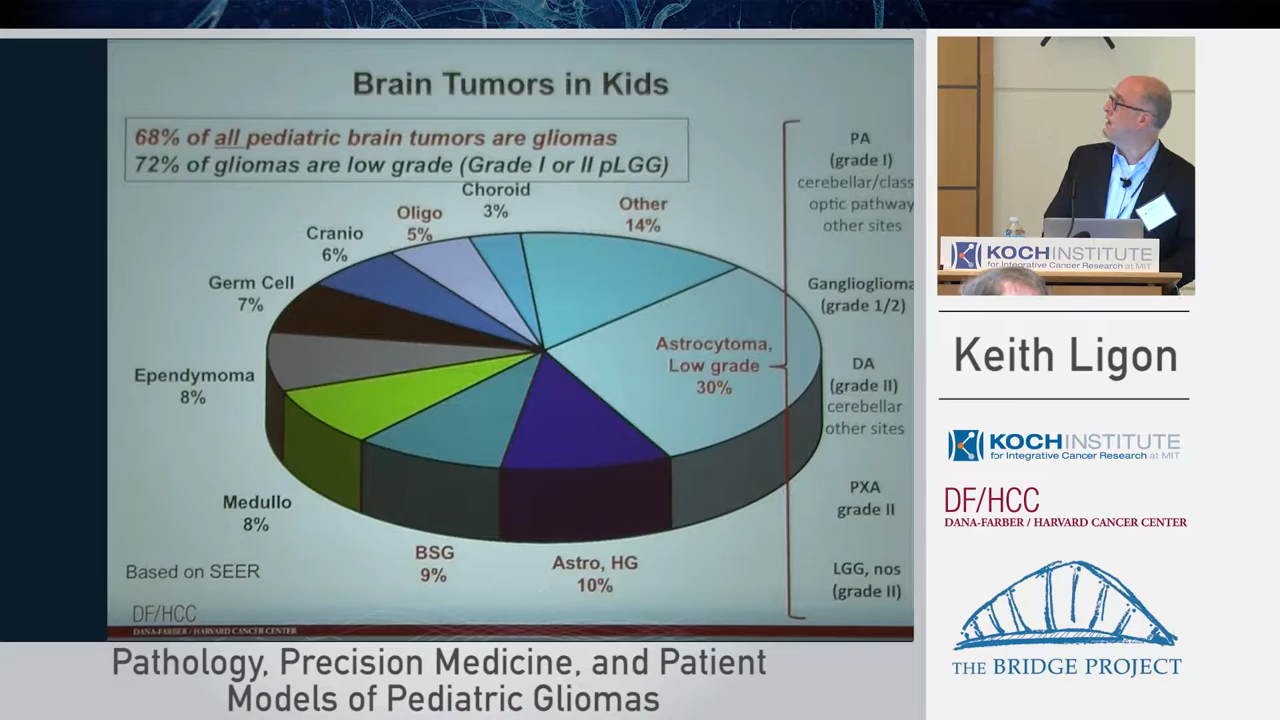 Brain Tumors in Kids
68% of all pediatric brain tumors are gliomas
72% of gliomas are low grade (Grade I or II pLGG)
Choroid
3%
Other
14%
Oligo
5%
Cranio
6%
Germ Cell
7%
Ependymoma
8%
Medullo
8%
BSG
9%
Astro, HG
10%
Astrocytoma,
Low grade
30%
PA
(grade I)
cerebellar/class
optic pathway
other sites
Ganglioglioma
(grade 1/2)
DA
(grade II)
cerebellar
other sites
PXA
grade II
LGG, nos
(grade II)
Based on SEER
DF/HCC
DANA-FARBER / HARVARD CANCER CENTER
KOCH INSTITUTE
for Integrative Cancer Research at MIT
Keith Ligon
KOCH INSTITUTE
for Integrative Cancer Research at MIT
DF/HCC
DANA-FARBER / HARVARD CANCER CENTER
THE BRIDGE PROJECT
Pathology, Precision Medicine, and Patient
Models of Pediatric Gliomas